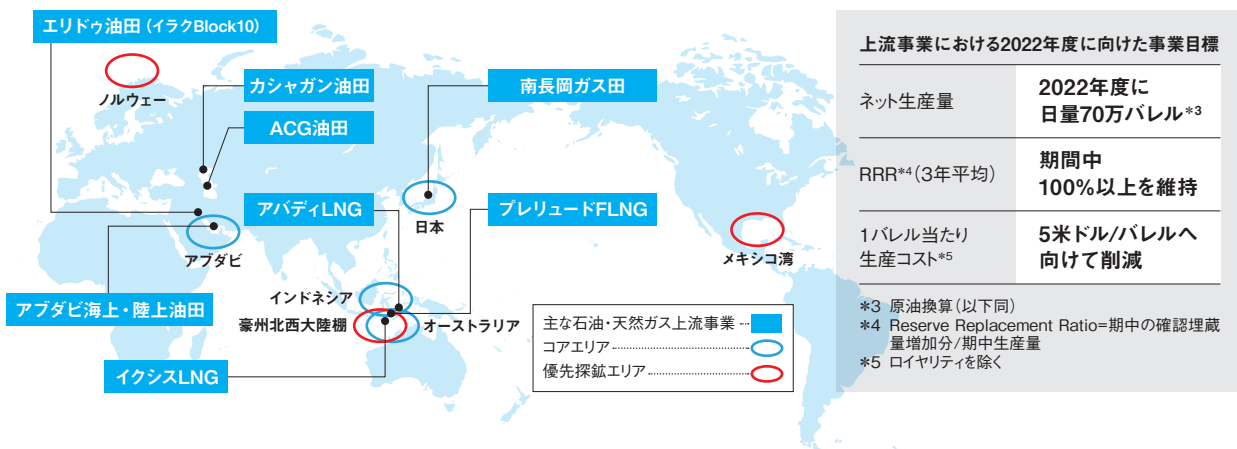 エリドゥ油田（イラクBlock10）
ノルウェー
カシャガン油田
ACG油田
南長岡ガス田
アバディLNG
プレリュードFLNG
日本
アブダビ
メキシコ湾
アブダビ海上・陸上油田
インドネシア
豪州北西大陸棚
オーストラリア
イクシスLNG
主な石油・天然ガス上流事業
コアエリア
優先探鉱エリア
上流事業における2022年度に向けた事業目標
ネット生産量
2022年度に
日量70万バレル*3
RRR*4（3年平均）
期間中
100%以上を維持
1バレル当たり
生産コスト*5
5米ドル/バレルへ
向けて削減
*3 原油換算（以下同）
*4 Reserve Replacement Ratio=期中の確認埋蔵
量増加分/期中生産量
*5 ロイヤリティを除く